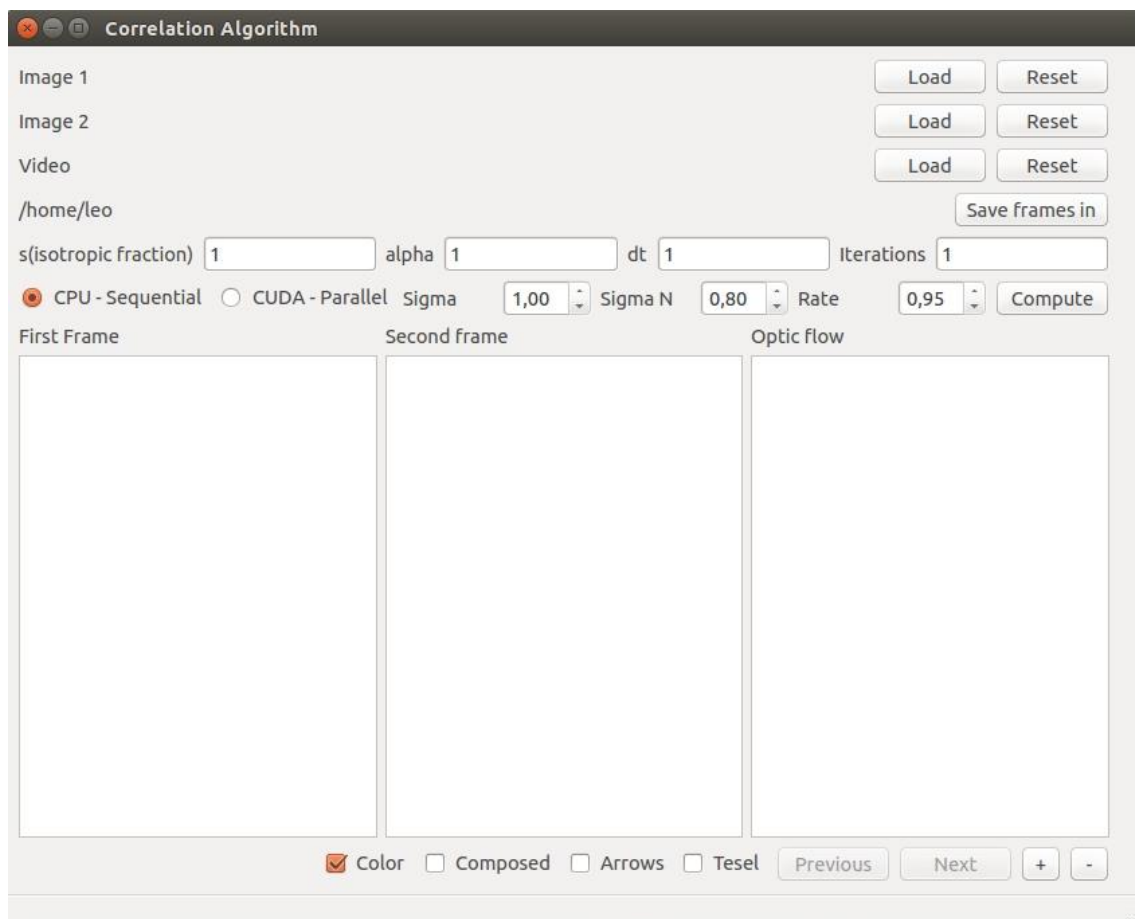 Correlation Algorithm
Image 1 Load Reset
Image 2 Load Reset
Video Load Reset
/home/leo Save frames in
s(isotropic fraction) 1 alpha 1 dt 1 Iterations 1
CPU - Sequential CUDA - Parallel Sigma 1,00 Sigma N 0,80 Rate 0,95 Compute
First Frame Second frame Optic flow
Color Composed Arrows Tesel Previous Next + -